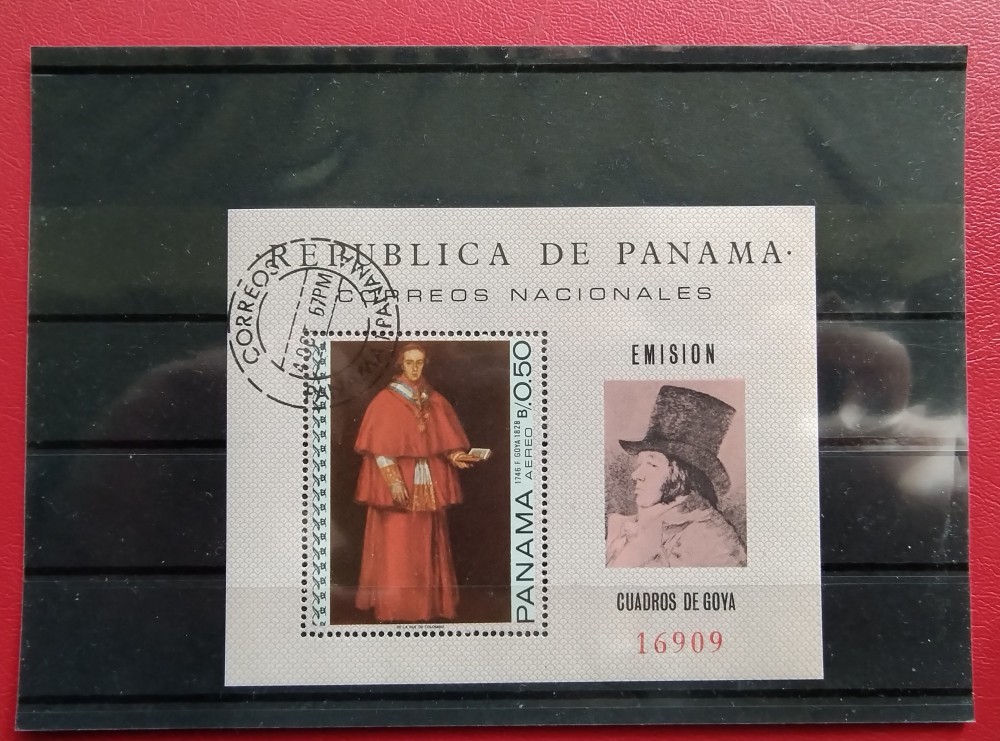 REPUBLICA DE PANAMA.
CORREOS NACIONALES
CORREOS
PANAMA
67PM
PANAMA
1746 F. GOYA-1828
AEREO
B/.0.50
EMISION
CUADROS DE GOYA
16909